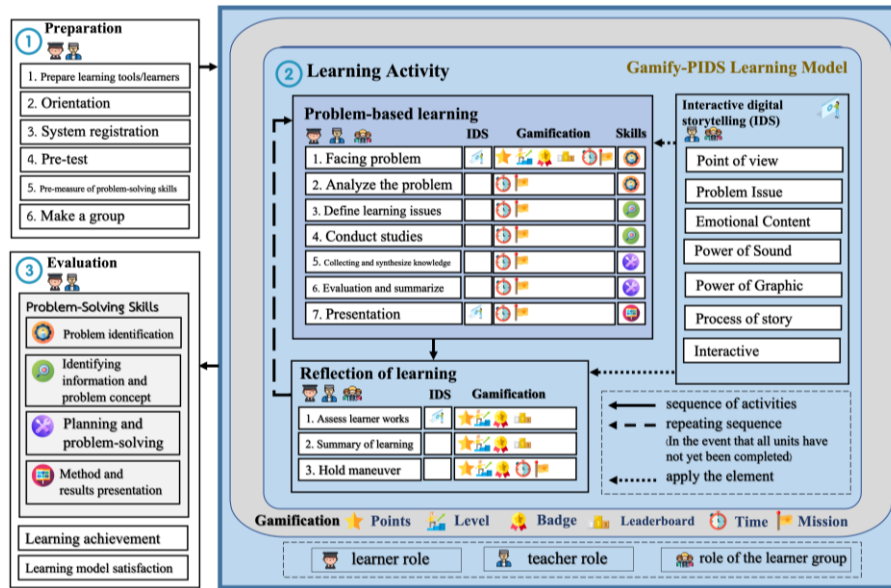 1 Preparation
1. Prepare learning tools/learners
2. Orientation
3. System registration
4. Pre-test
5. Pre-measure of problem-solving skills
6. Make a group
3 Evaluation
Problem-Solving Skills
Problem identification
Identifying
information and
problem concept
Planning and
problem-solving
Method and
results presentation
Learning achievement
Learning model satisfaction
2 Learning Activity
Gamify-PIDS Learning Model
Problem-based learning
IDS Gamification Skills
1. Facing problem
2. Analyze the problem
3. Define learning issues
4. Conduct studies
5. Collecting and synthesize knowledge
6. Evaluation and summarize
7. Presentation
Reflection of learning
IDS Gamification
1. Assess learner works
2. Summary of learning
3. Hold maneuver
Interactive digital
storytelling (IDS)
Point of view
Problem Issue
Emotional Content
Power of Sound
Power of Graphic
Process of story
Interactive
sequence of activities
repeating sequence
(In the event that all units have
not yet been completed)
apply the element
Gamification Points Level Badge Leaderboard Time Mission
learner role teacher role role of the learner group